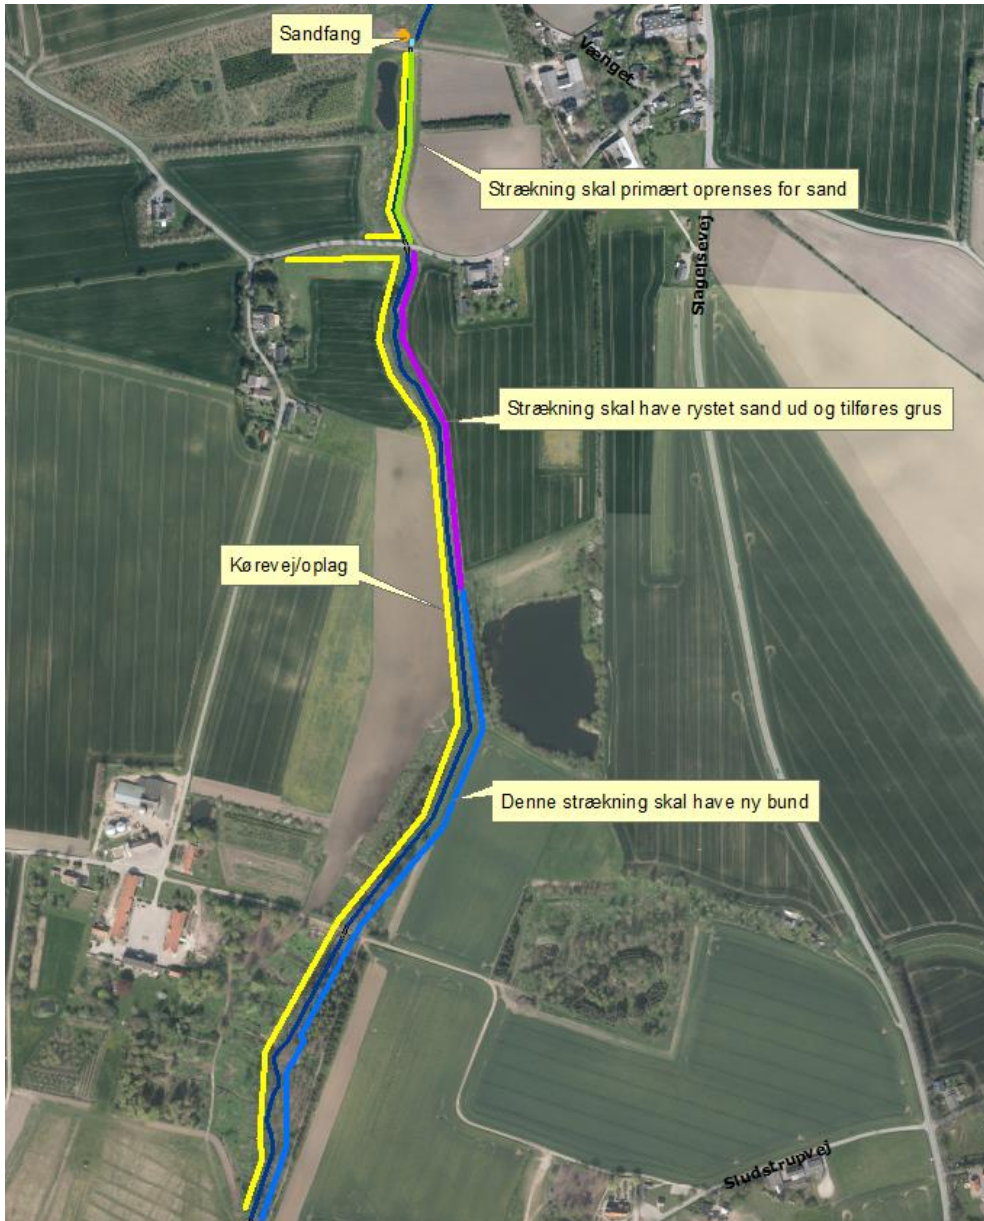 Sandfang
Vænget
Strækning skal primært oprenses for sand
Slagelsevej
Strækning skal have rystet sand ud og tilføres grus
Kørevej/oplag
Denne strækning skal have ny bund
Sludstrupvej